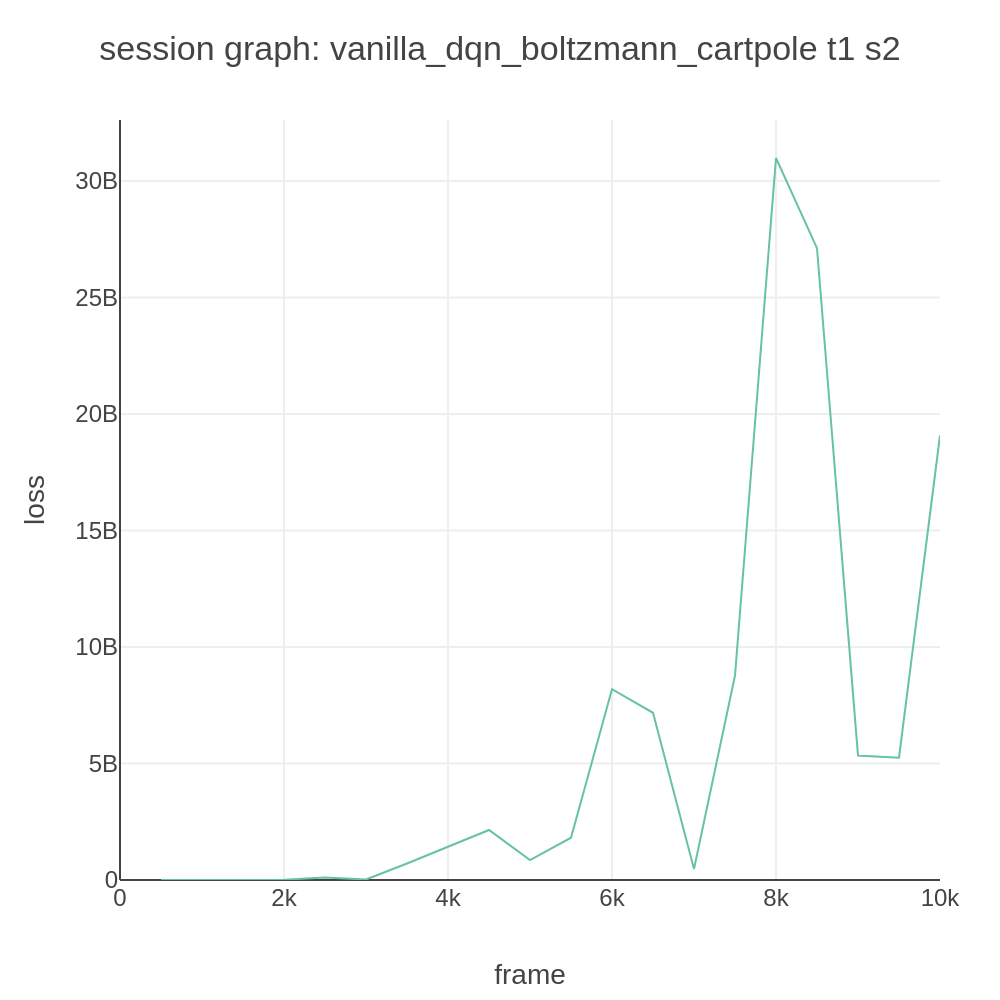 session graph: vanilla_dqn_boltzmann_cartpole t1 s2
30B
25B
20B
15B
10B
5B
0
loss
0 2k 4k 6k 8k 10k
frame